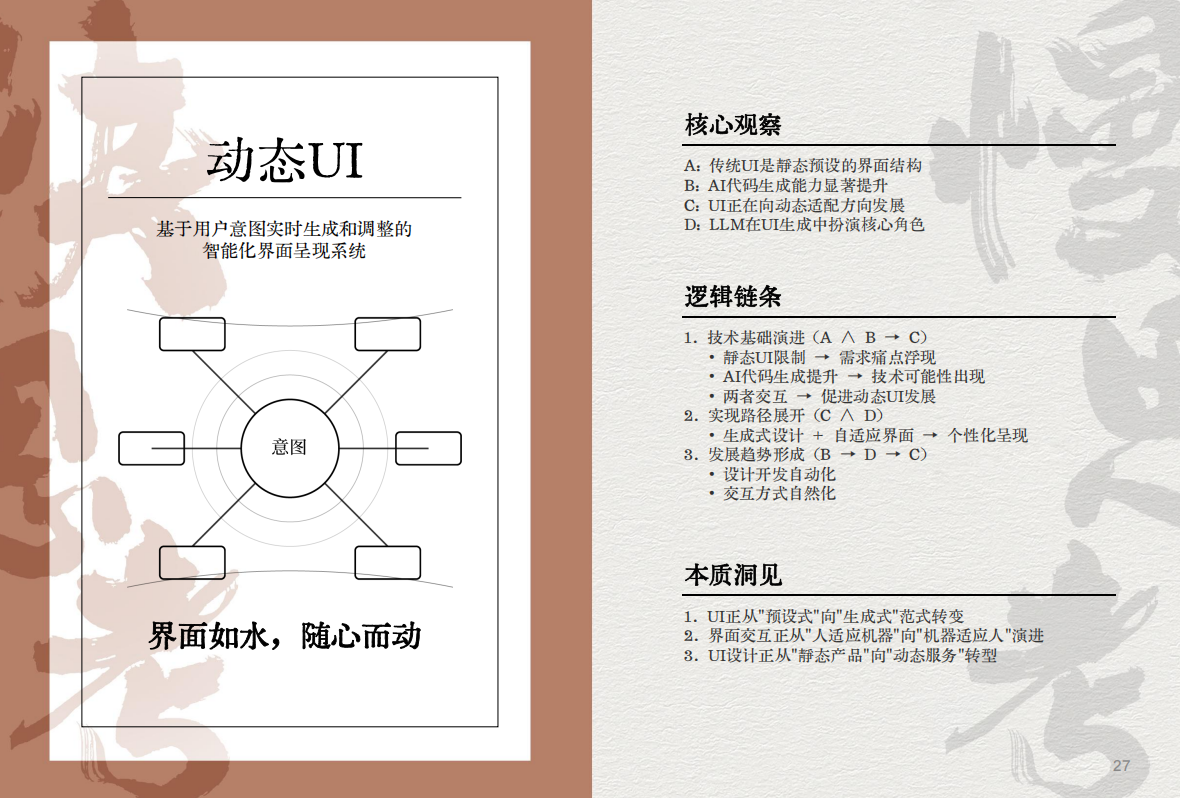 动态UI
基于用户意图实时生成和调整的
智能化界面呈现系统
意图
界面如水，随心而动
核心观察
A: 传统UI是静态预设的界面结构
B: AI代码生成能力显著提升
C: UI正在向动态适配方向发展
D: LLM在UI生成中扮演核心角色
逻辑链条
1. 技术基础演进（A ∧ B → C）
• 静态UI限制 → 需求痛点浮现
• AI代码生成提升 → 技术可能性出现
• 两者交互 → 促进动态UI发展
2. 实现路径展开（C ∧ D）
• 生成式设计 + 自适应界面 → 个性化呈现
3. 发展趋势形成（B → D → C）
• 设计开发自动化
• 交互方式自然化
本质洞见
1. UI正从"预设式"向"生成式"范式转变
2. 界面交互正从"人适应机器"向"机器适应人"演进
3. UI设计正从"静态产品"向"动态服务"转型
27